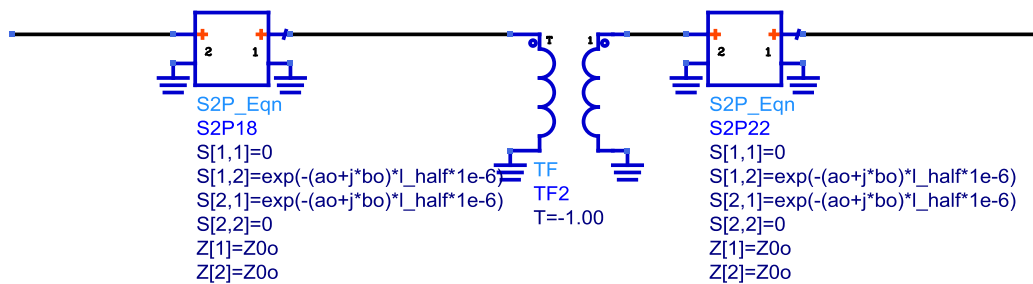 2 1
T 1
2 1
S2P_Eqn
S2P18
S[1,1]=0
S[1,2]=exp(-(ao+j*bo)*l_half*1e-6)
S[2,1]=exp(-(ao+j*bo)*l_half*1e-6)
S[2,2]=0
Z[1]=Z0o
Z[2]=Z0o
TF
TF2
T=-1.00
S2P_Eqn
S2P22
S[1,1]=0
S[1,2]=exp(-(ao+j*bo)*l_half*1e-6)
S[2,1]=exp(-(ao+j*bo)*l_half*1e-6)
S[2,2]=0
Z[1]=Z0o
Z[2]=Z0o